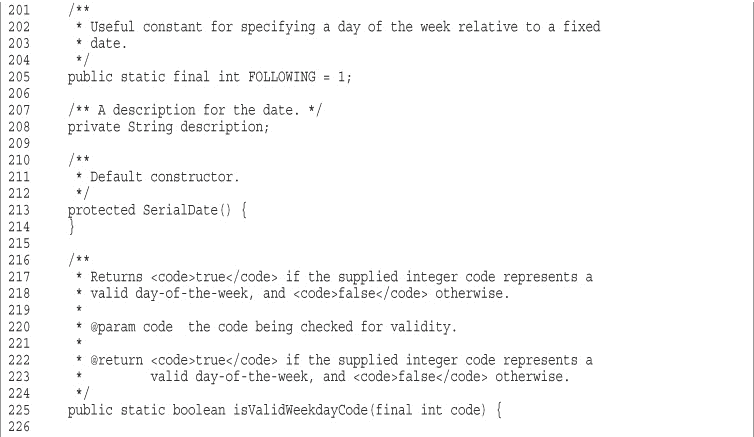 201     /**
202      * Useful constant for specifying a day of the week relative to a fixed
203      * date.
204      */
205     public static final int FOLLOWING = 1;
206
207     /** A description for the date. */
208     private String description;
209
210     /**
211      * Default constructor.
212      */
213     protected SerialDate() {
214     }
215
216     /**
217      * Returns <code>true</code> if the supplied integer code represents a
218      * valid day-of-the-week, and <code>false</code> otherwise.
219      *
220      * @param code  the code being checked for validity.
221      *
222      * @return <code>true</code> if the supplied integer code represents a
223      *         valid day-of-the-week, and <code>false</code> otherwise.
224      */
225     public static boolean isValidWeekdayCode(final int code) {
226